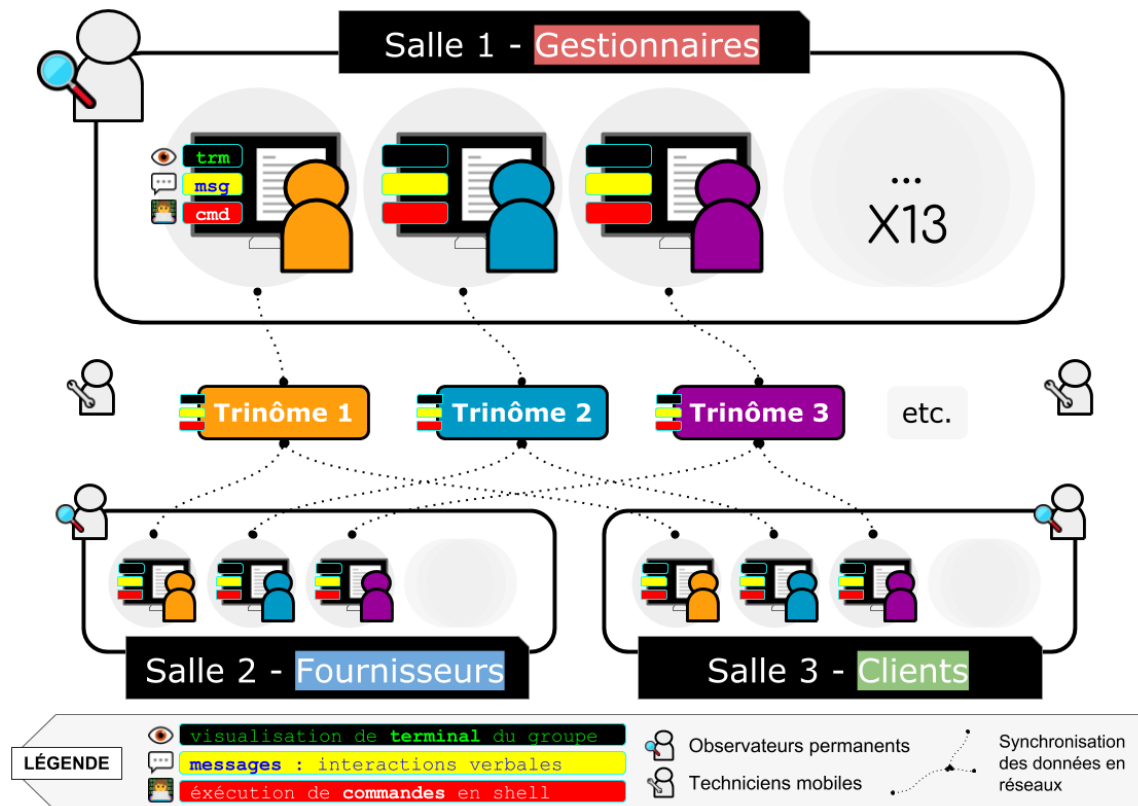 Salle 1 - Gestionnaires
trm
msg
cmd
...
X13
Trinôme 1
Trinôme 2
Trinôme 3
etc.
Salle 2 - Fournisseurs
Salle 3 - Clients
LÉGENDE
visualisation de terminal du groupe
messages : interactions verbales
éxécution de commandes en shell
Observateurs permanents
Techniciens mobiles
Synchronisation
des données en
réseaux